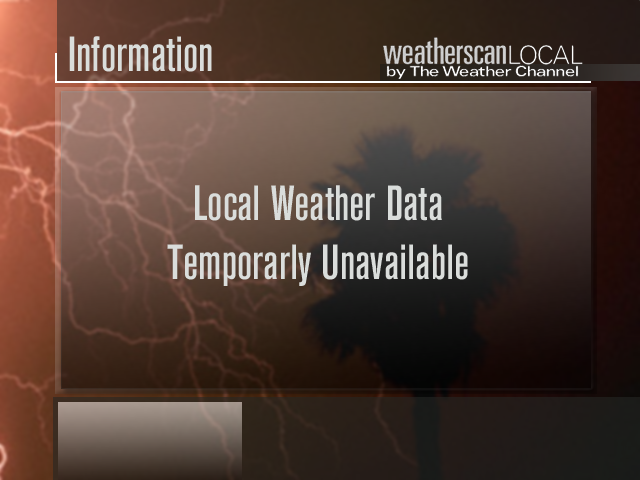 Information
weatherscanLOCAL
by The Weather Channel
Local Weather Data
Temporarly Unavailable